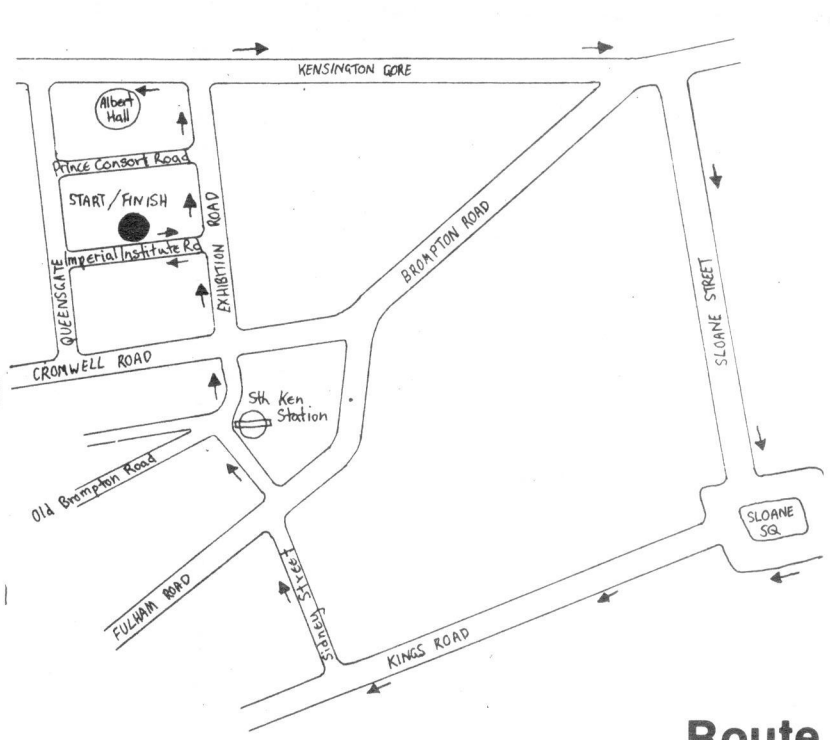 KENSINGTON GORE
Albert
Hall
Prince Consort Road
START/FINISH
Imperial Institute Rd
QUEENSGATE
EXHIBITION ROAD
BROMPTON ROAD
SLOANE STREET
CROMWELL ROAD
Sth Ken
Station
Old Brompton Road
SLOANE
SQ
FULHAM ROAD
Sidney Street
KINGS ROAD
Route